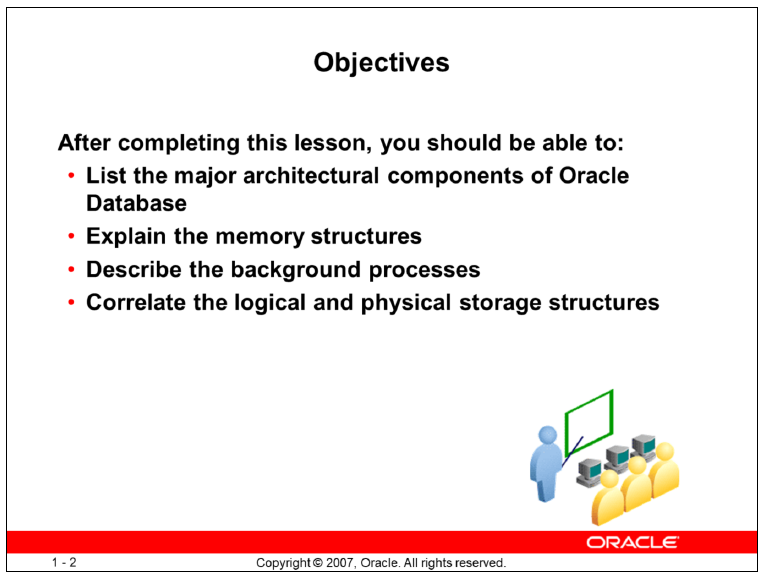 Objectives
After completing this lesson, you should be able to:
• List the major architectural components of Oracle
Database
• Explain the memory structures
• Describe the background processes
• Correlate the logical and physical storage structures
ORACLE
1 - 2
Copyright © 2007, Oracle. All rights reserved.